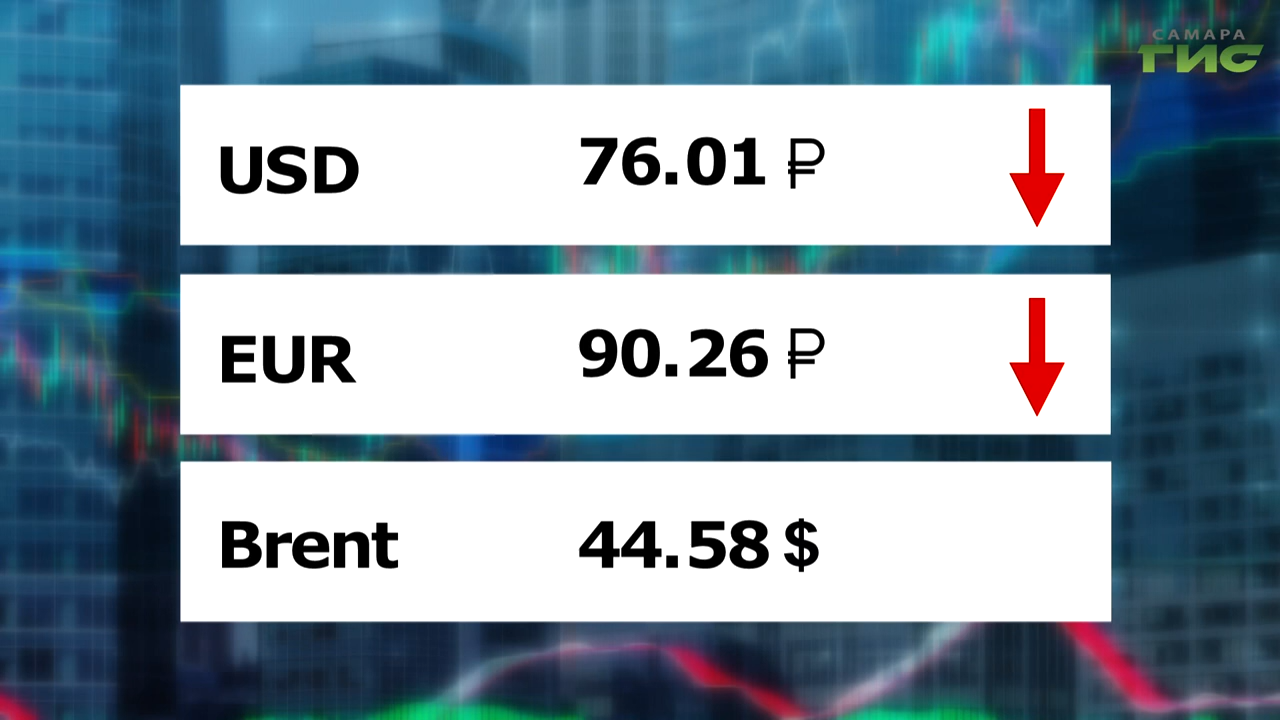 САМАРА
ГИС
USD 76.01 ₽
EUR 90.26 ₽
Brent 44.58 $